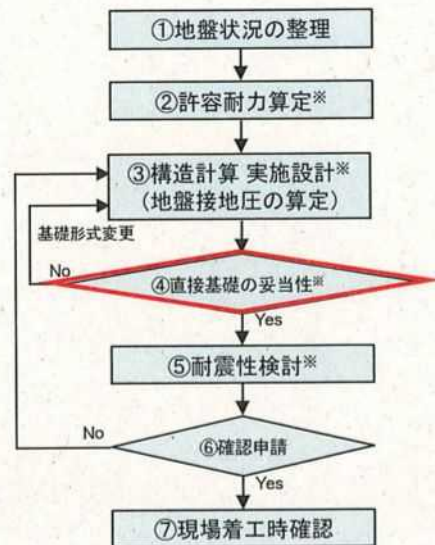 ①地盤状況の整理
②許容耐力算定※
③構造計算 実施設計※
(地盤接地圧の算定)
基礎形式変更
No
④直接基礎の妥当性※
Yes
⑤耐震性検討※
No
⑥確認申請
Yes
⑦現場着工時確認